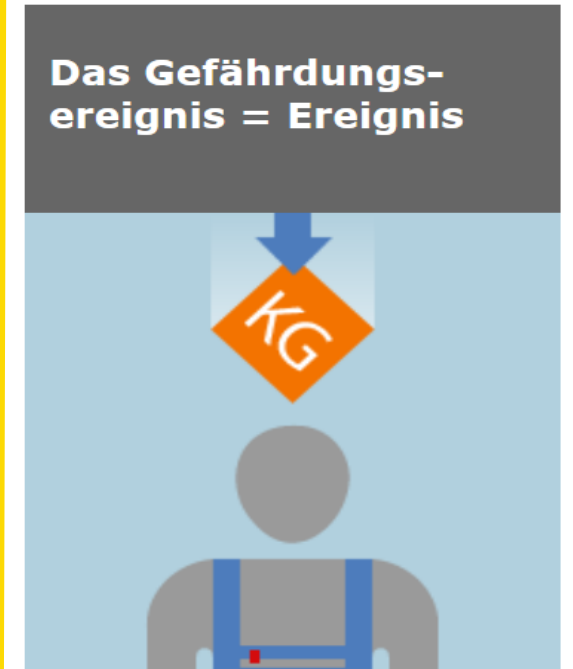 Das Gefährdungs-
ereignis = Ereignis
KG